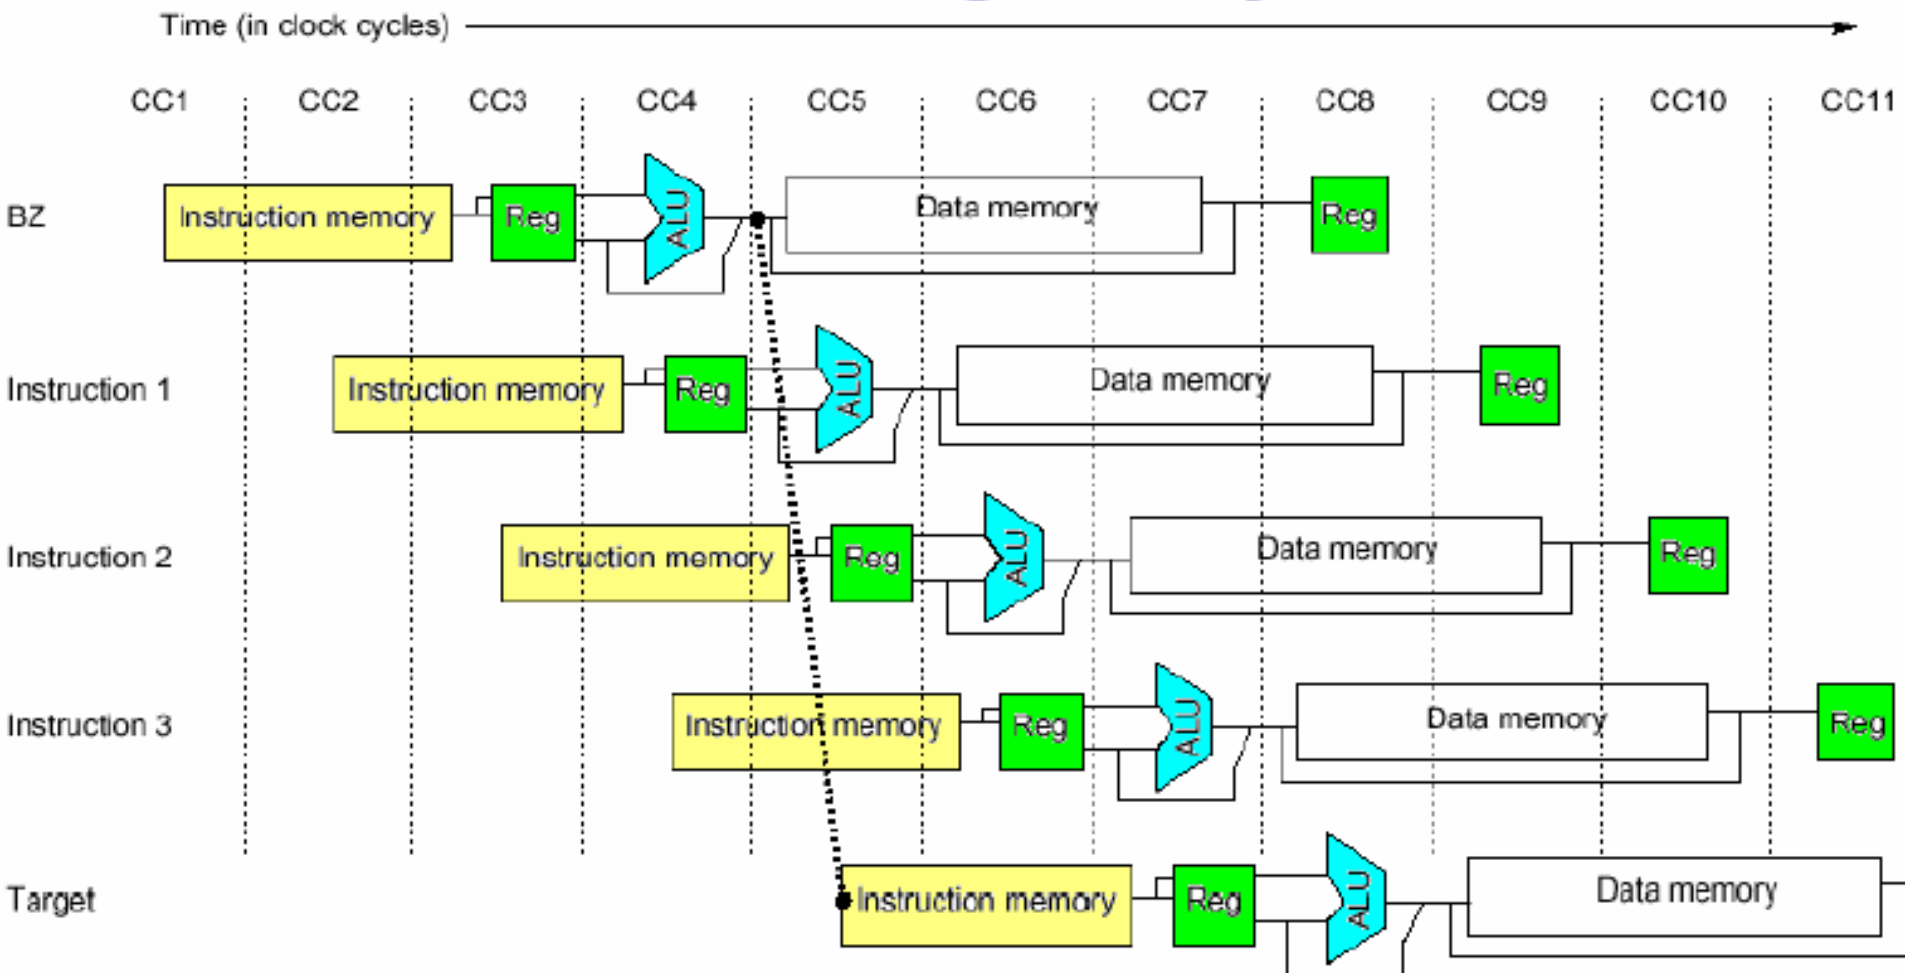 Time (in clock cycles)
CC1 CC2 CC3 CC4 CC5 CC6 CC7 CC8 CC9 CC10 CC11
BZ Instruction memory Reg ALU Data memory Reg
Instruction 1 Instruction memory Reg ALU Data memory Reg
Instruction 2 Instruction memory Reg ALU Data memory Reg
Instruction 3 Instruction memory Reg ALU Data memory Reg
Target Instruction memory Reg ALU Data memory